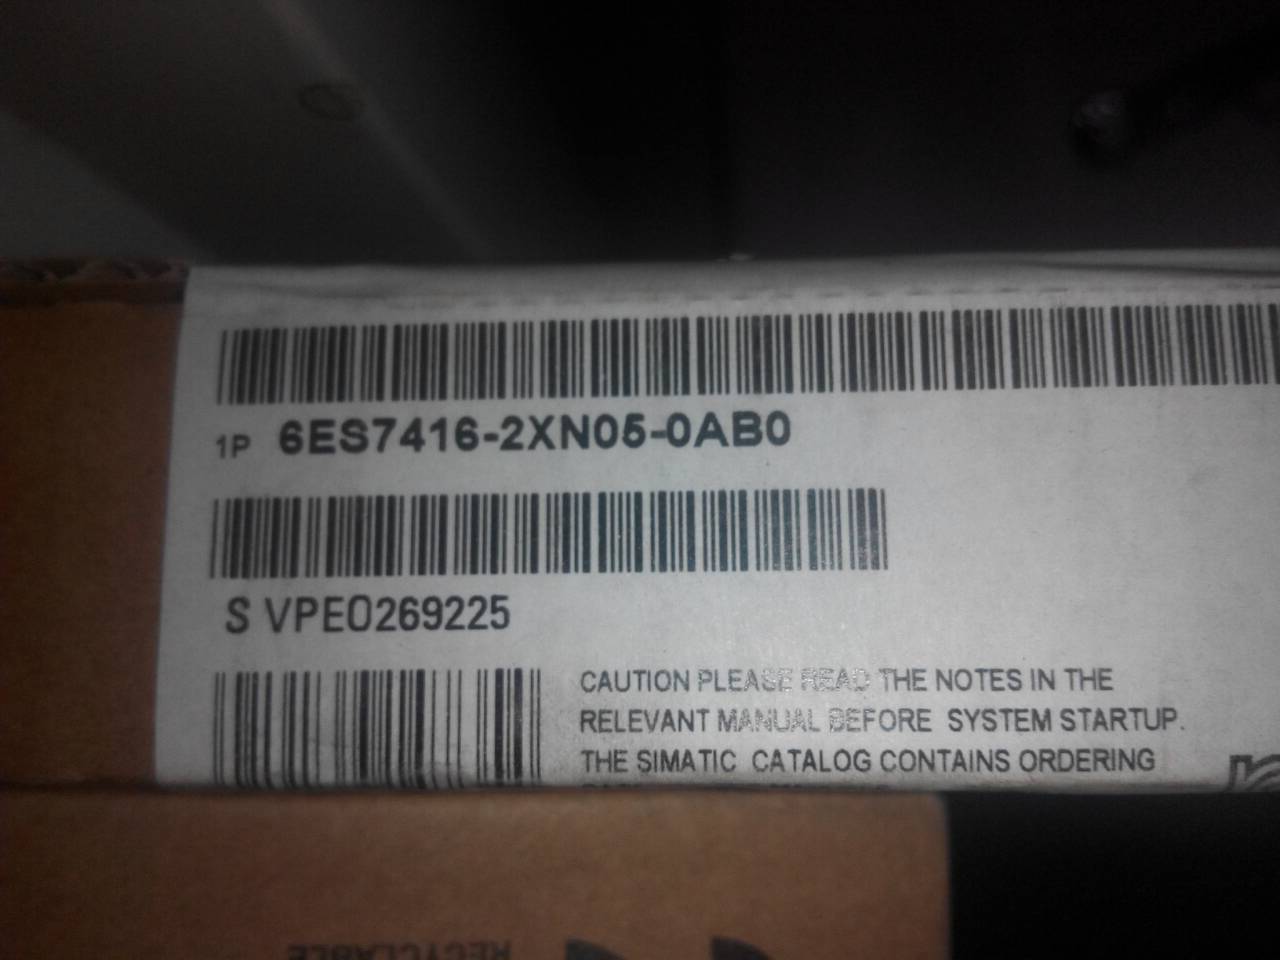 1P 6ES7416-2XN05-0AB0
S VPE0269225
CAUTION PLEASE READ THE NOTES IN THE
RELEVANT MANUAL BEFORE SYSTEM STARTUP.
THE SIMATIC CATALOG CONTAINS ORDERING
RECYCLABLE